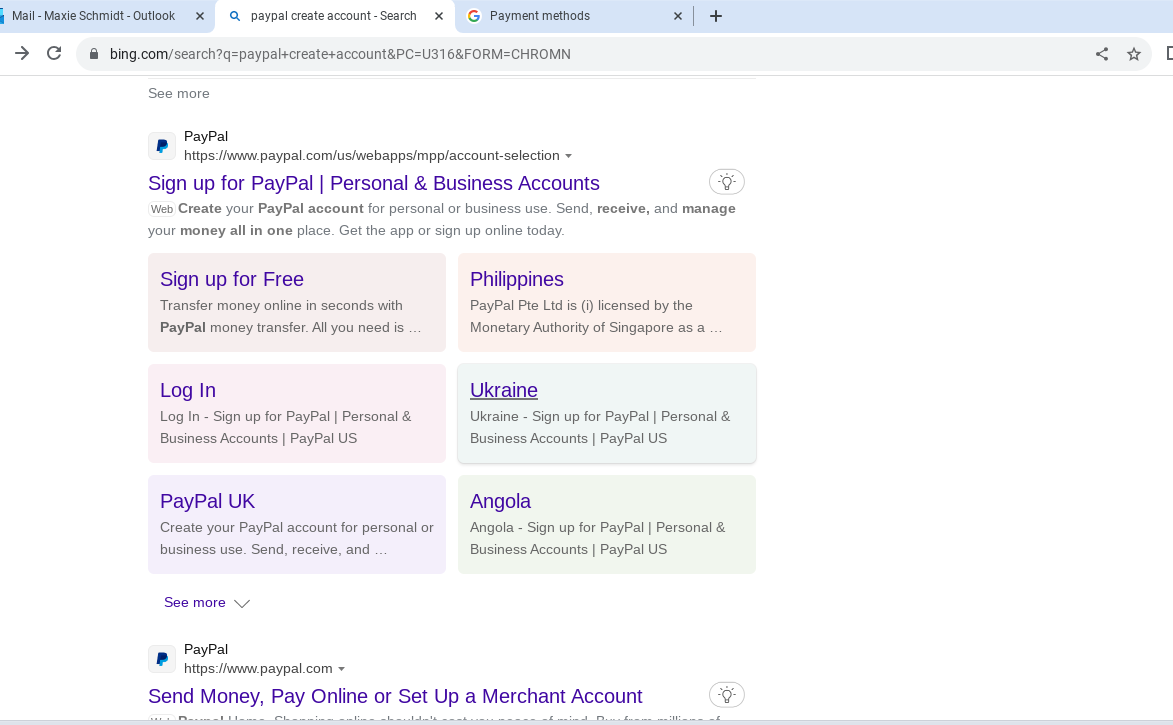 Mail - Maxie Schmidt - Outlook
paypal create account - Search
Payment methods
bing.com/search?q=paypal+create+account&PC=U316&FORM=CHROMN
See more
PayPal
https://www.paypal.com/us/webapps/mpp/account-selection
Sign up for PayPal | Personal & Business Accounts
Web Create your PayPal account for personal or business use. Send, receive, and manage
your money all in one place. Get the app or sign up online today.
Sign up for Free
Transfer money online in seconds with
PayPal money transfer. All you need is …
Philippines
PayPal Pte Ltd is (i) licensed by the
Monetary Authority of Singapore as a …
Log In
Log In - Sign up for PayPal | Personal &
Business Accounts | PayPal US
Ukraine
Ukraine - Sign up for PayPal | Personal &
Business Accounts | PayPal US
PayPal UK
Create your PayPal account for personal or
business use. Send, receive, and …
Angola
Angola - Sign up for PayPal | Personal &
Business Accounts | PayPal US
See more
PayPal
https://www.paypal.com
Send Money, Pay Online or Set Up a Merchant Account